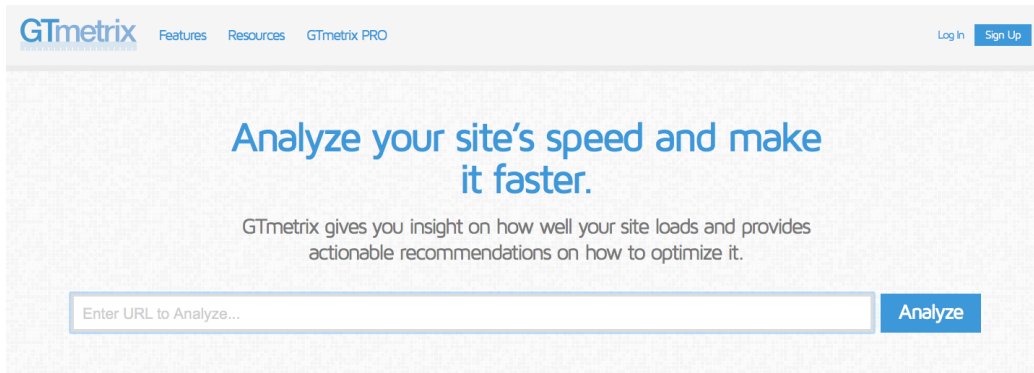 GTmetrix Features Resources GTmetrix PRO Log In Sign Up
Analyze your site's speed and make
it faster.
GTmetrix gives you insight on how well your site loads and provides
actionable recommendations on how to optimize it.
Enter URL to Analyze... Analyze